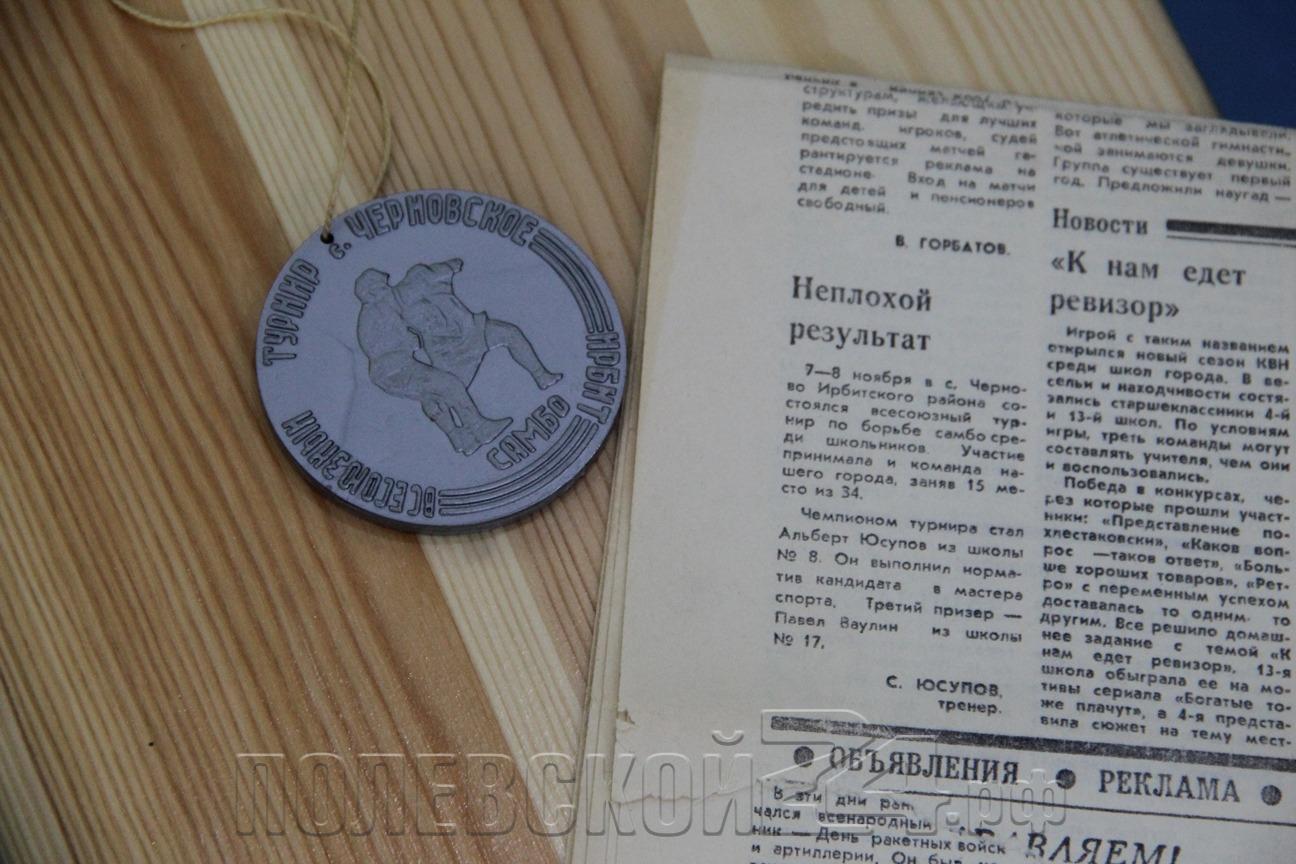 ВСЕСОЮЗНЫЙ
ТУРНИР
с. ЧЕРНОВСКОЕ
ИРБИТ
САМБО
структурам,
редить призы для лучших
команд, игроков, судей
предстоящих матчей га-
рантируется реклама на
стадионе. Вход на матчи
для детей и пенсионеров
свободный.
В. ГОРБАТОВ.
Неплохой
результат
7—8 ноября в с. Черно-
во Ирбитского района со-
стоялся всесоюзный тур-
нир по борьбе самбо сре-
ди школьников. Участие
принимала и команда на-
шего города, заняв 15 ме-
сто из 34.
Чемпионом турнира стал
Альберт Юсупов из школы
№ 8. Он выполнил норма-
тив кандидата в мастера
спорта. Третий призер —
Павел Ваулин из школы
№ 17.
С. ЮСУПОВ,
тренер.
которые мы заглядывали.
Вот атлетической гимнасти-
кой занимаются девушки.
Группа существует первый
год. Предложили наугад —
Новости
«К нам едет
ревизор»
Игрой с таким названием
открылся новый сезон КВН
среди школ города. В ве-
сельи и находчивости состя-
зались старшеклассники 4-й
и 13-й школ. По условиям
игры, треть команды могут
составлять учителя, чем они
и воспользовались.
Победа в конкурсах, че-
рез которые прошли участ-
ники: «Представление по-
хлестаковски», «Каков воп-
рос —таков ответ», «Боль-
ше хороших товаров», «Рет-
ро» с переменным успехом
доставалась то одним, то
другим. Все решило домаш-
нее задание с темой «К
нам едет ревизор». 13-я
школа обыграла ее на мо-
тивы сериала «Богатые то-
же плачут», а 4-я предста-
вила сюжет на тему мест-
● ОБЪЯВЛЕНИЯ ● РЕКЛАМА ●
В эти дни
чался всенародный
ник — День ракетных войск
и артиллерии. Он был
ПОЛЕВСКОЙ24.рф